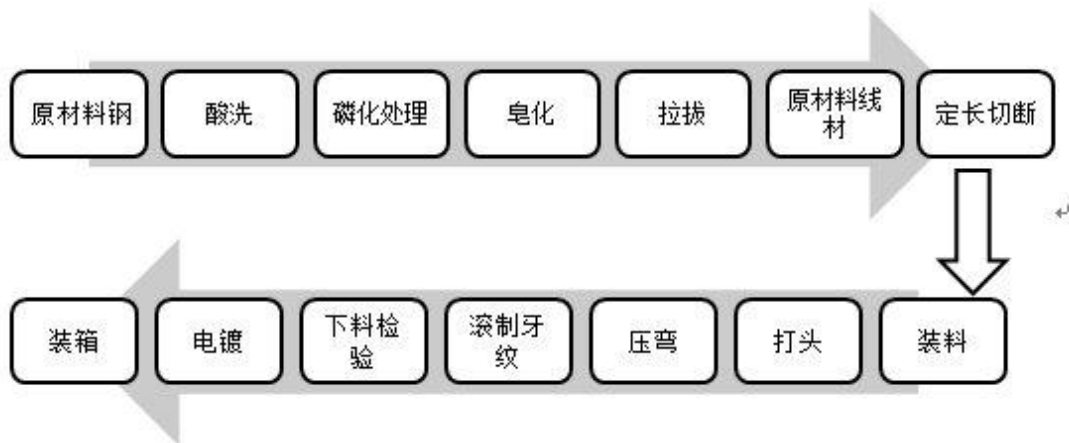 原材料钢
酸洗
磷化处理
皂化
拉拔
原材料线
材
定长切断
装料
打头
压弯
滚制牙
纹
下料检
验
电镀
装箱